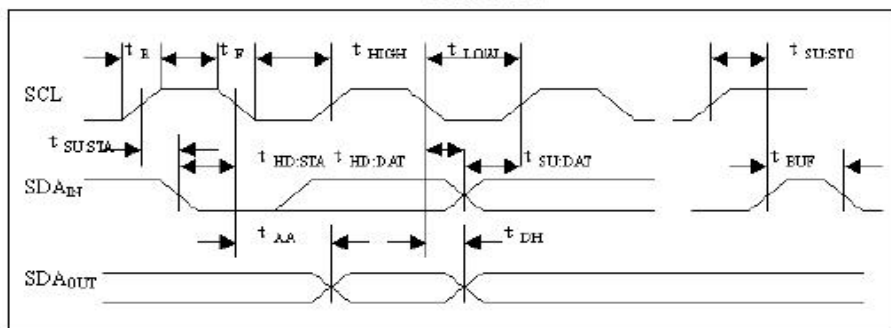 t R t F t HIGH t LOW t SU:STO
SCL
t SU:STA t HD:STA t HD:DAT t SU:DAT t BUF
SDA IN
t AA t DH
SDA OUT